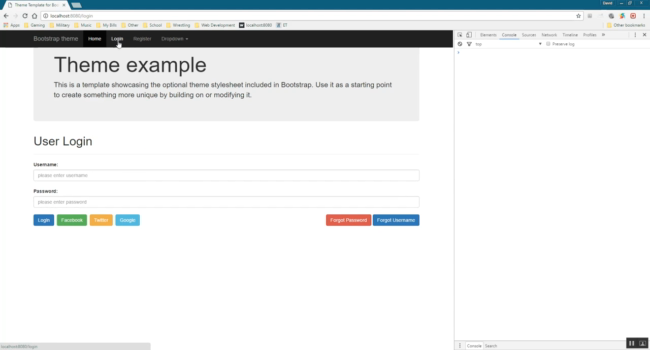 Theme Template for Bo
David
localhost:8080/login
Apps Gaming Military Music My BIM Other School Wrestling Web Development localhost8080 Other bookmarks
Bootstrap theme Home Login Register Dropdown
Elements Console Sources Network Timeline Profiles
top Preserve log
Theme example
This is a template showcasing the optional theme stylesheet included in Bootstrap. Use it as a starting point
to create something more unique by building on or modifying it.
User Login
Username:
please enter username
Password:
please enter password
Login Facebook Twitter Google Forgot Password Forgot Username
localhost:8080/login
Console Search